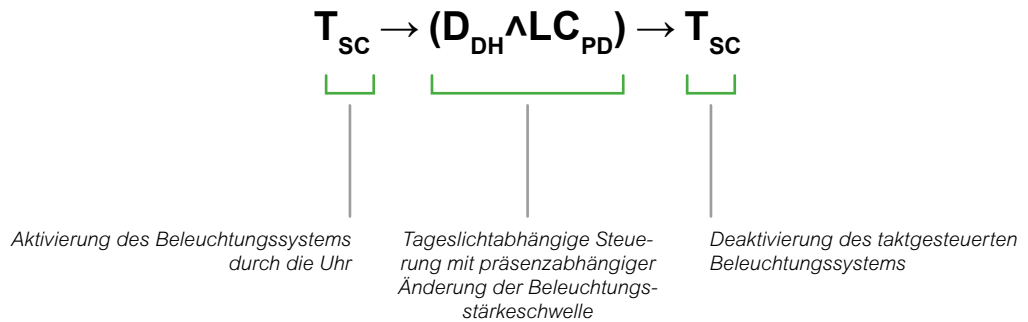 T_SC → (D_DH ∧ LC_PD) → T_SC
Aktivierung des Beleuchtungssystems
durch die Uhr
Tageslichtabhängige Steue-
rung mit präsenzabhängiger
Änderung der Beleuchtungs-
stärkeschwelle
Deaktivierung des taktgesteuerten
Beleuchtungssystems